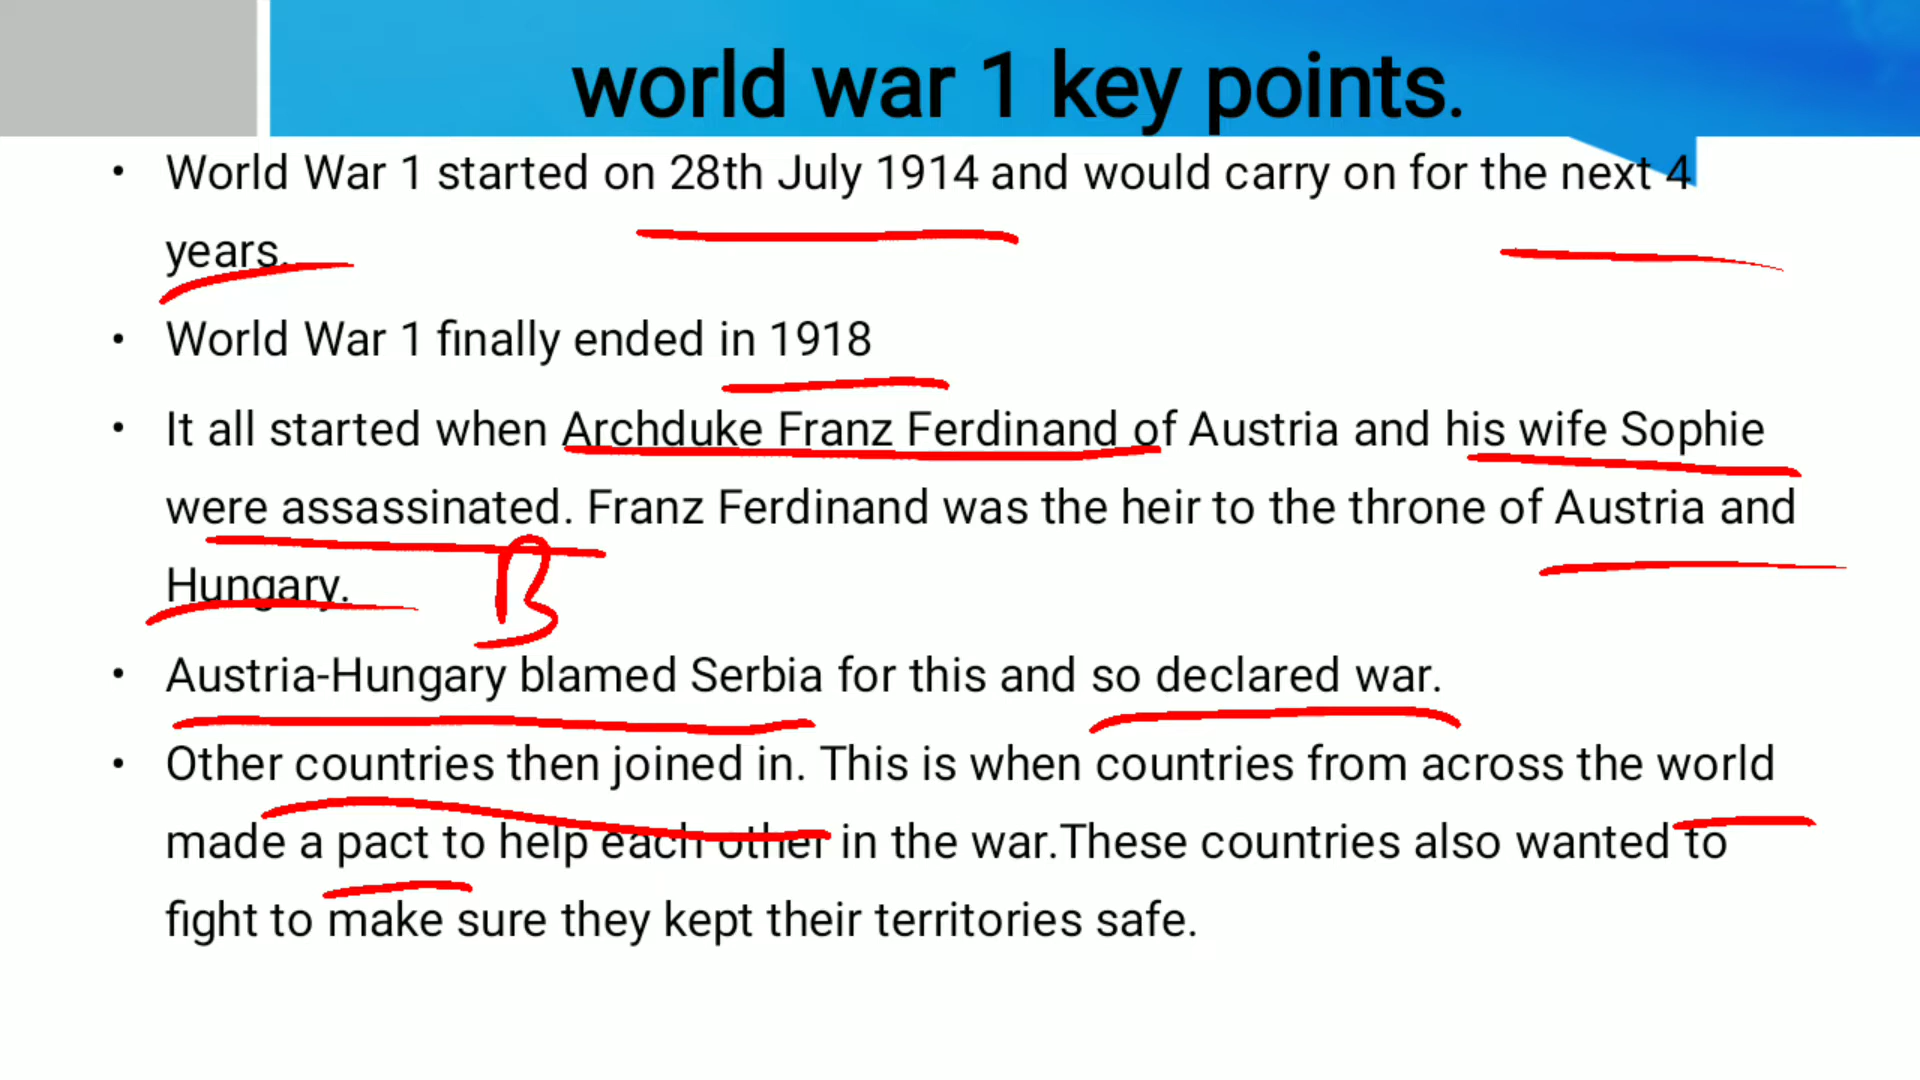 world war 1 key points.
• World War 1 started on 28th July 1914 and would carry on for the next 4
years.
• World War 1 finally ended in 1918
• It all started when Archduke Franz Ferdinand of Austria and his wife Sophie
were assassinated. Franz Ferdinand was the heir to the throne of Austria and
Hungary.
B
• Austria-Hungary blamed Serbia for this and so declared war.
• Other countries then joined in. This is when countries from across the world
made a pact to help each other in the war.These countries also wanted to
fight to make sure they kept their territories safe.